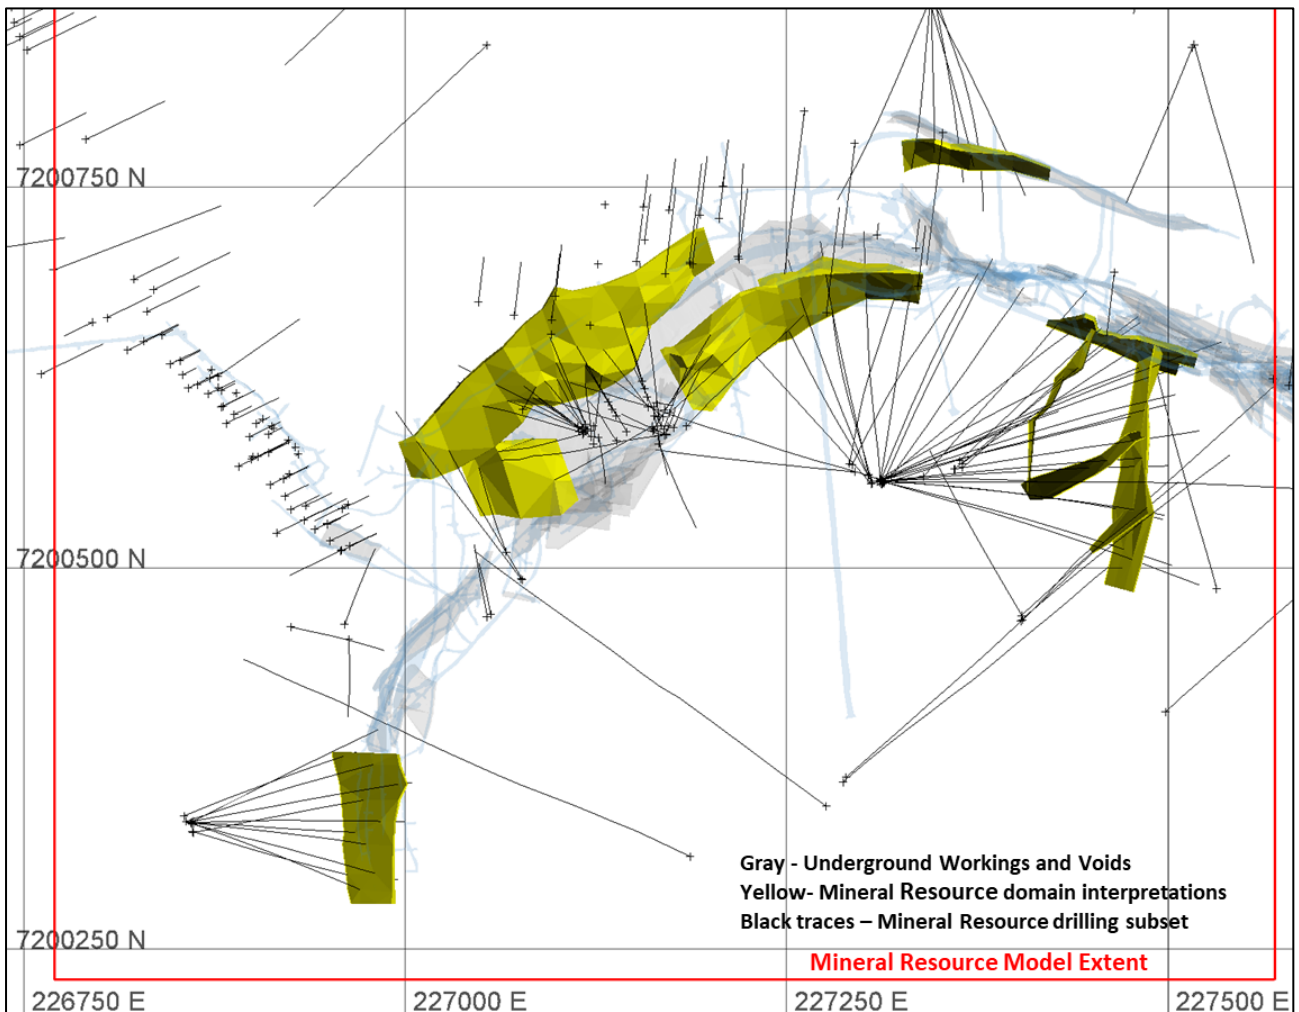 7200750 N
7200500 N
Gray - Underground Workings and Voids
Yellow- Mineral Resource domain interpretations
Black traces – Mineral Resource drilling subset
7200250 N
Mineral Resource Model Extent
226750 E
227000 E
227250 E
227500 E